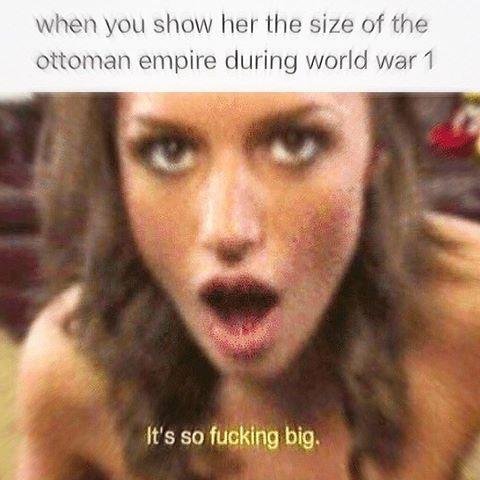 when you show her the size of the
ottoman empire during world war 1
It's so fucking big.